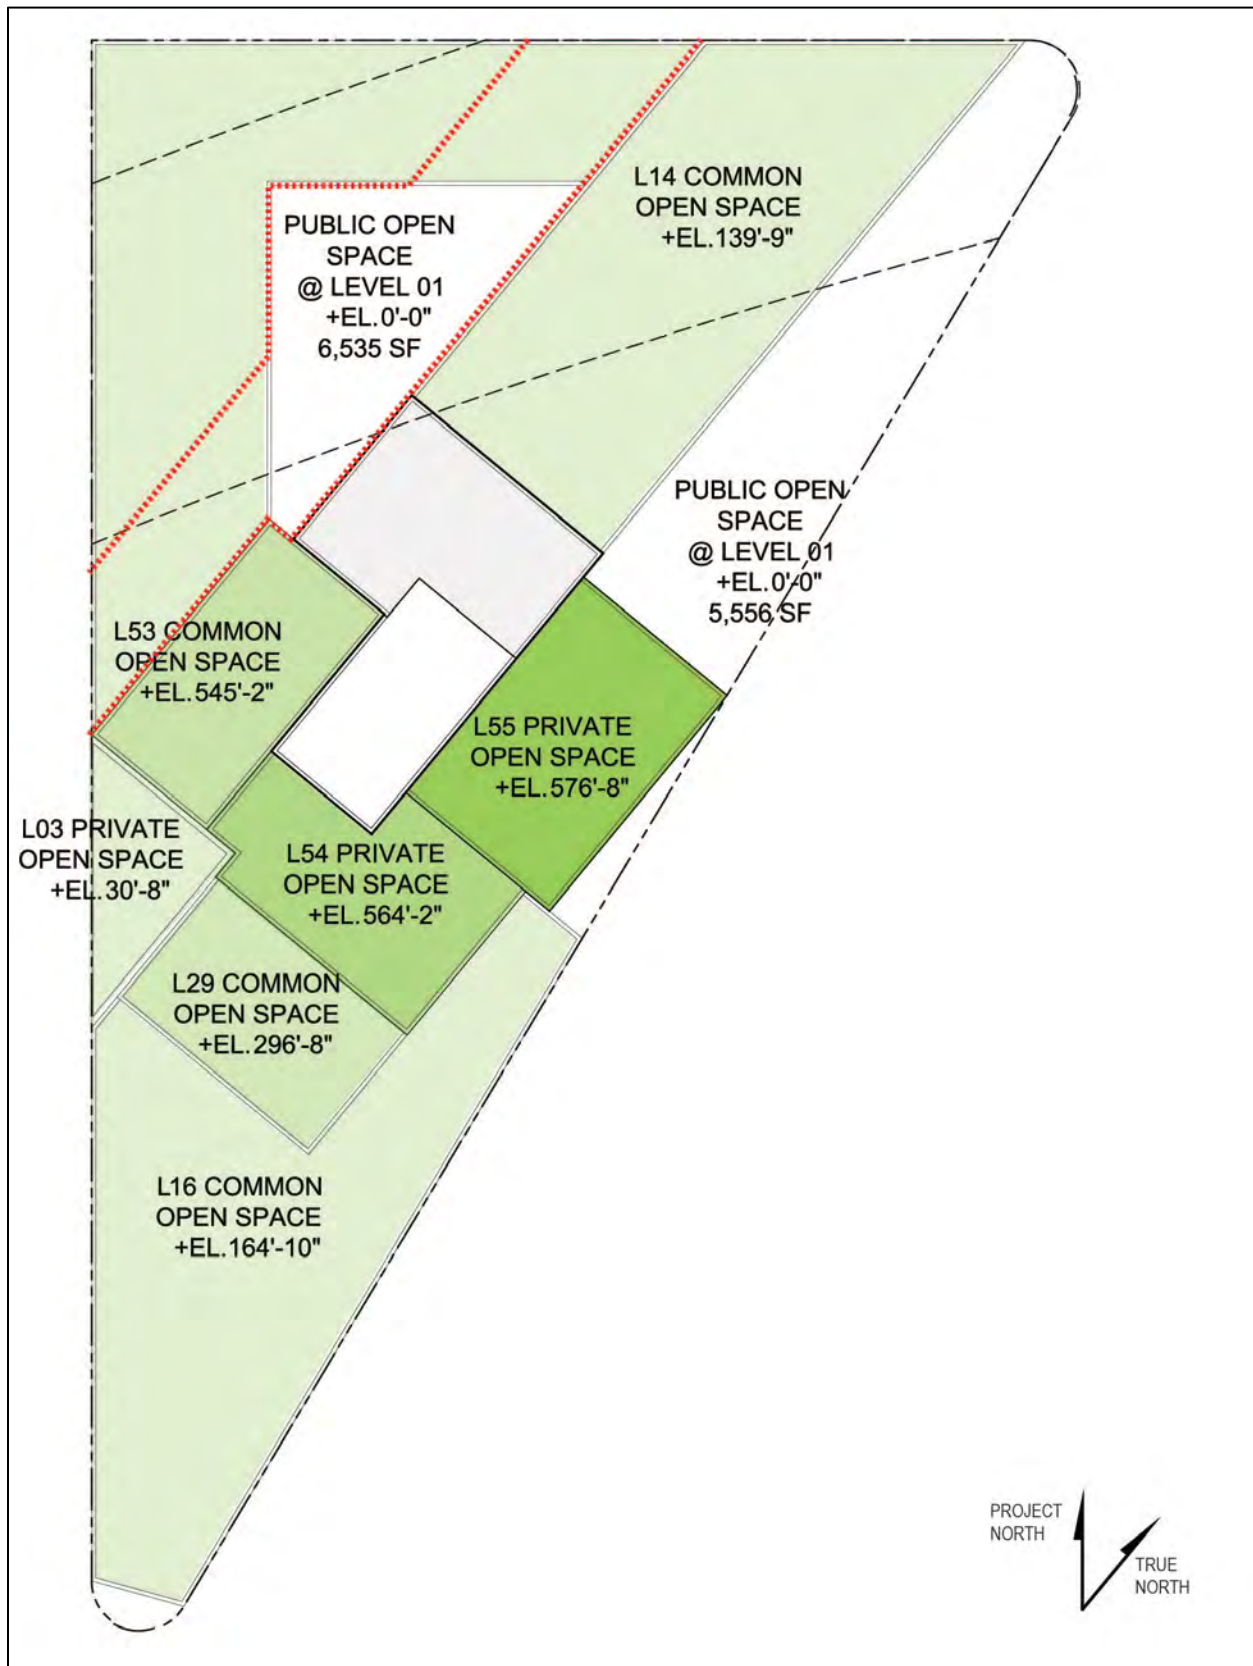 L14 COMMON
OPEN SPACE
+EL.139'-9"
PUBLIC OPEN
SPACE
@ LEVEL 01
+EL.0'-0"
6,535 SF
PUBLIC OPEN
SPACE
@ LEVEL 01
+EL.0'-0"
5,556 SF
L53 COMMON
OPEN SPACE
+EL.545'-2"
L55 PRIVATE
OPEN SPACE
+EL.576'-8"
L03 PRIVATE
OPEN SPACE
+EL.30'-8"
L54 PRIVATE
OPEN SPACE
+EL.564'-2"
L29 COMMON
OPEN SPACE
+EL.296'-8"
L16 COMMON
OPEN SPACE
+EL.164'-10"
PROJECT
NORTH
TRUE
NORTH